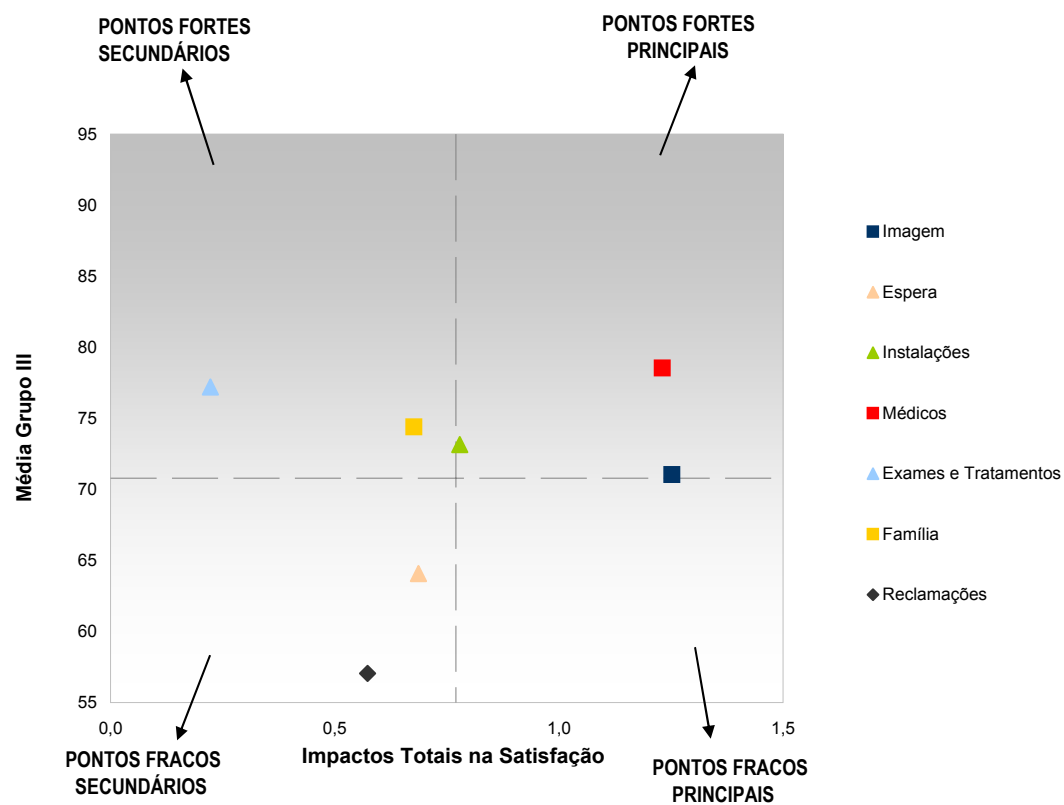 PONTOS FORTES
SECUNDÁRIOS
PONTOS FORTES
PRINCIPAIS
95
90
85
80
75
70
65
60
55
Média Grupo III
0,0
0,5
1,0
1,5
Impactos Totais na Satisfação
Imagem
Espera
Instalações
Médicos
Exames e Tratamentos
Família
Reclamações
PONTOS FRACOS
SECUNDÁRIOS
PONTOS FRACOS
PRINCIPAIS